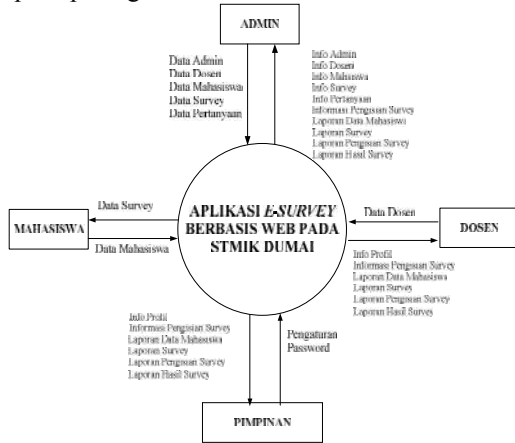 ADMIN
Data Admin
Data Dosen
Data Mahasiswa
Data Survey
Data Pertanyaan
Info Admin
Info Dosen
Info Mahasiswa
Info Survey
Info Pertanyaan
Informasi Pengisian Survey
Laporan Data Mahasiswa
Laporan Survey
Laporan Pengisian Survey
Laporan Hasil Survey
MAHASISWA
Data Survey
Data Mahasiswa
APLIKASI E-SURVEY
BERBASIS WEB PADA
STMIK DUMAI
Data Dosen
DOSEN
Info Profil
Informasi Pengisian Survey
Laporan Data Mahasiswa
Laporan Survey
Laporan Pengisian Survey
Laporan Hasil Survey
Info Profil
Informasi Pengisian Survey
Laporan Data Mahasiswa
Laporan Survey
Laporan Pengisian Survey
Laporan Hasil Survey
Pengaturan
Password
PIMPINAN